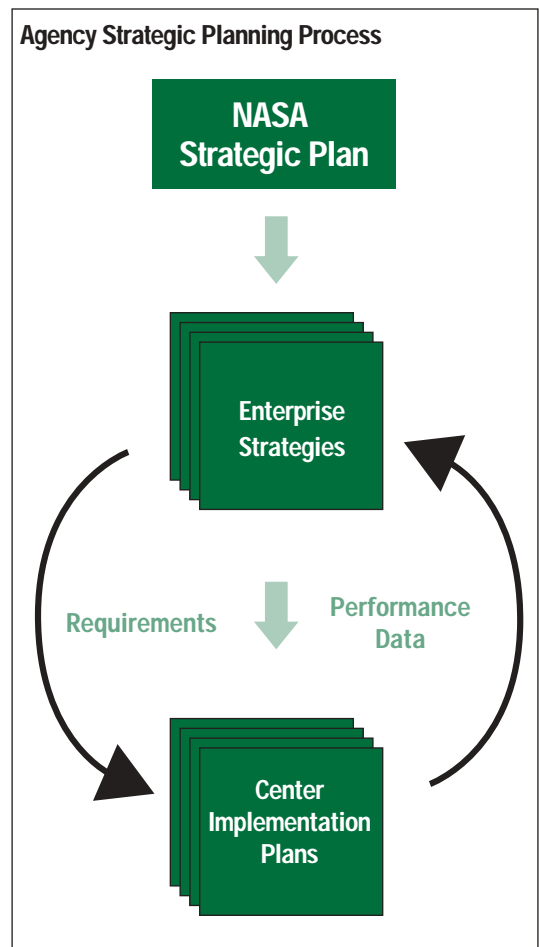 Agency Strategic Planning Process
NASA
Strategic Plan
Enterprise
Strategies
Requirements
Performance
Data
Center
Implementation
Plans